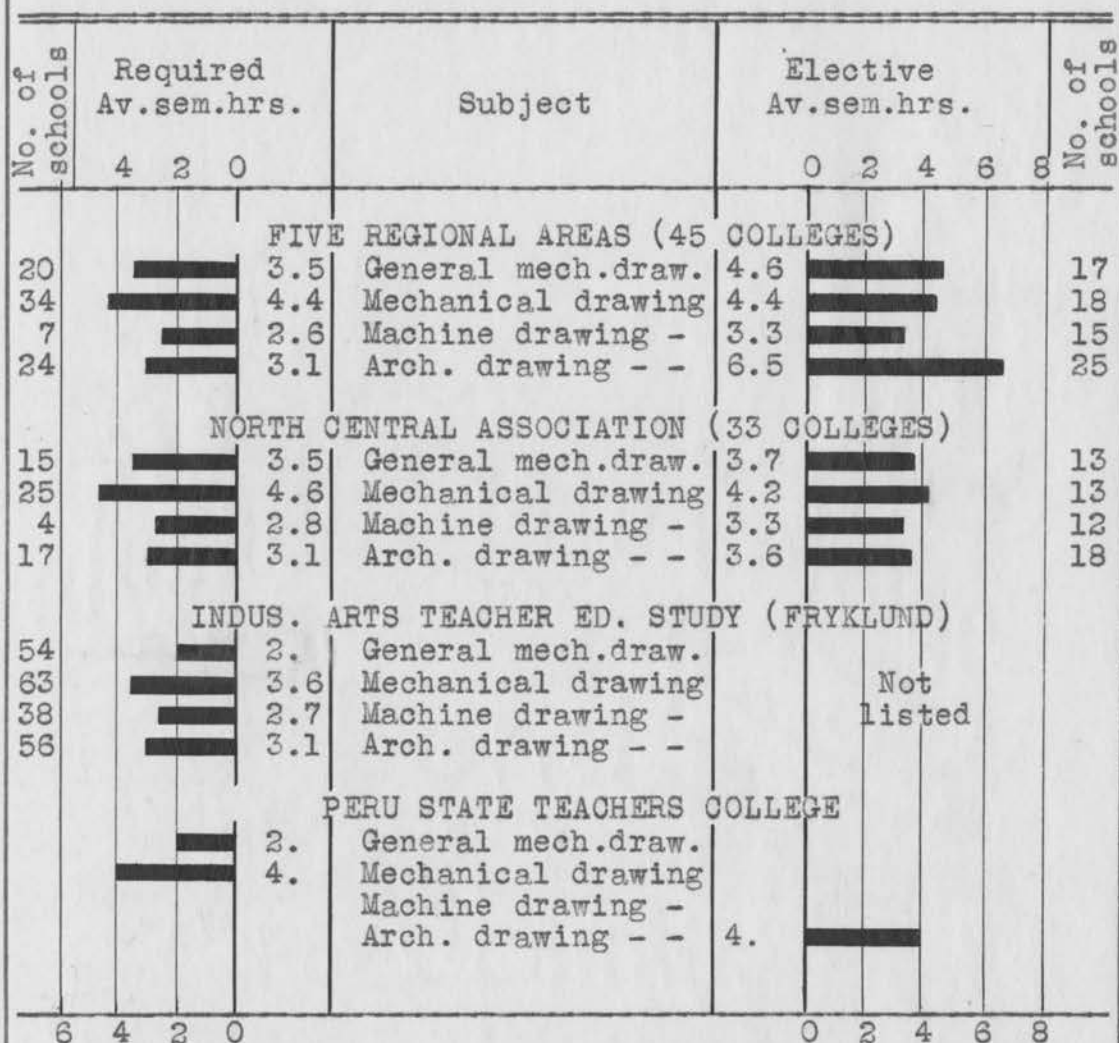 No. of schools Required Av.sem.hrs. Subject Elective Av.sem.hrs. No. of schools
4 2 0 0 2 4 6 8
FIVE REGIONAL AREAS (45 COLLEGES)
20 3.5 General mech.draw. 4.6 17
34 4.4 Mechanical drawing 4.4 18
7 2.6 Machine drawing - 3.3 15
24 3.1 Arch. drawing - - 6.5 25
NORTH CENTRAL ASSOCIATION (33 COLLEGES)
15 3.5 General mech.draw. 3.7 13
25 4.6 Mechanical drawing 4.2 13
4 2.8 Machine drawing - 3.3 12
17 3.1 Arch. drawing - - 3.6 18
INDUS. ARTS TEACHER ED. STUDY (FRYKLUND)
54 2. General mech.draw.
63 3.6 Mechanical drawing Not
38 2.7 Machine drawing - listed
56 3.1 Arch. drawing - -
PERU STATE TEACHERS COLLEGE
2. General mech.draw.
4. Mechanical drawing
Machine drawing -
Arch. drawing - - 4.
6 4 2 0 0 2 4 6 8